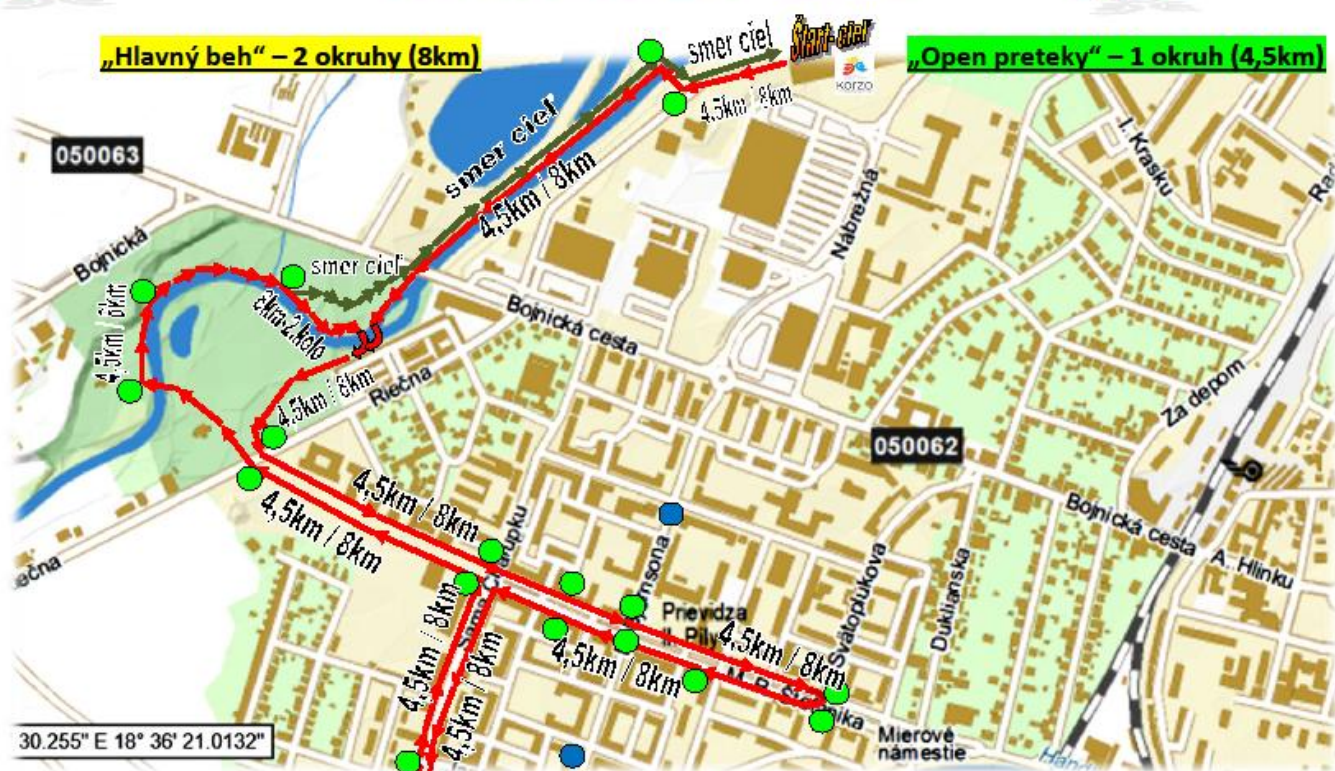 „Hlavný beh“ – 2 okruhy (8km)
smer cieľ
Štart-cieľ
„Open preteky“ – 1 okruh (4,5km)
KORZO
4,5km / 8km
050063
smer cieľ
4,5km / 8km
I. Krasku
Nábrežná
Bojnická
smer cieľ
4,5km / 8km
8km-2.kolo
Bojnická cesta
4,5km / 8km
Riečna
Za depom
050062
4,5km / 8km
4,5km / 8km
Bojnická cesta
A. Hlinku
Svätoplukova
Duklianska
Prievidza
II. Píly
4,5km / 8km
4,5km / 8km
4,5km / 8km
4,5km / 8km
Mierové
námestie
30.255" E 18° 36' 21.0132"